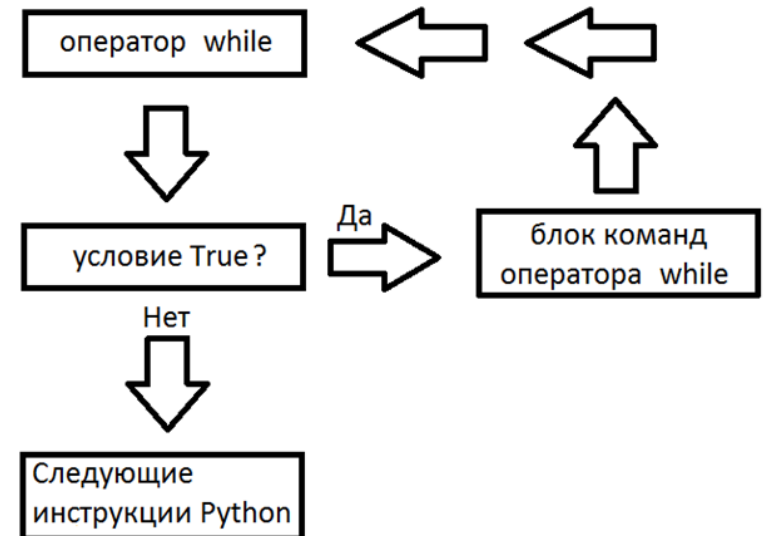 оператор while
условие True?
Да
блок команд
оператора while
Нет
Следующие
инструкции Python